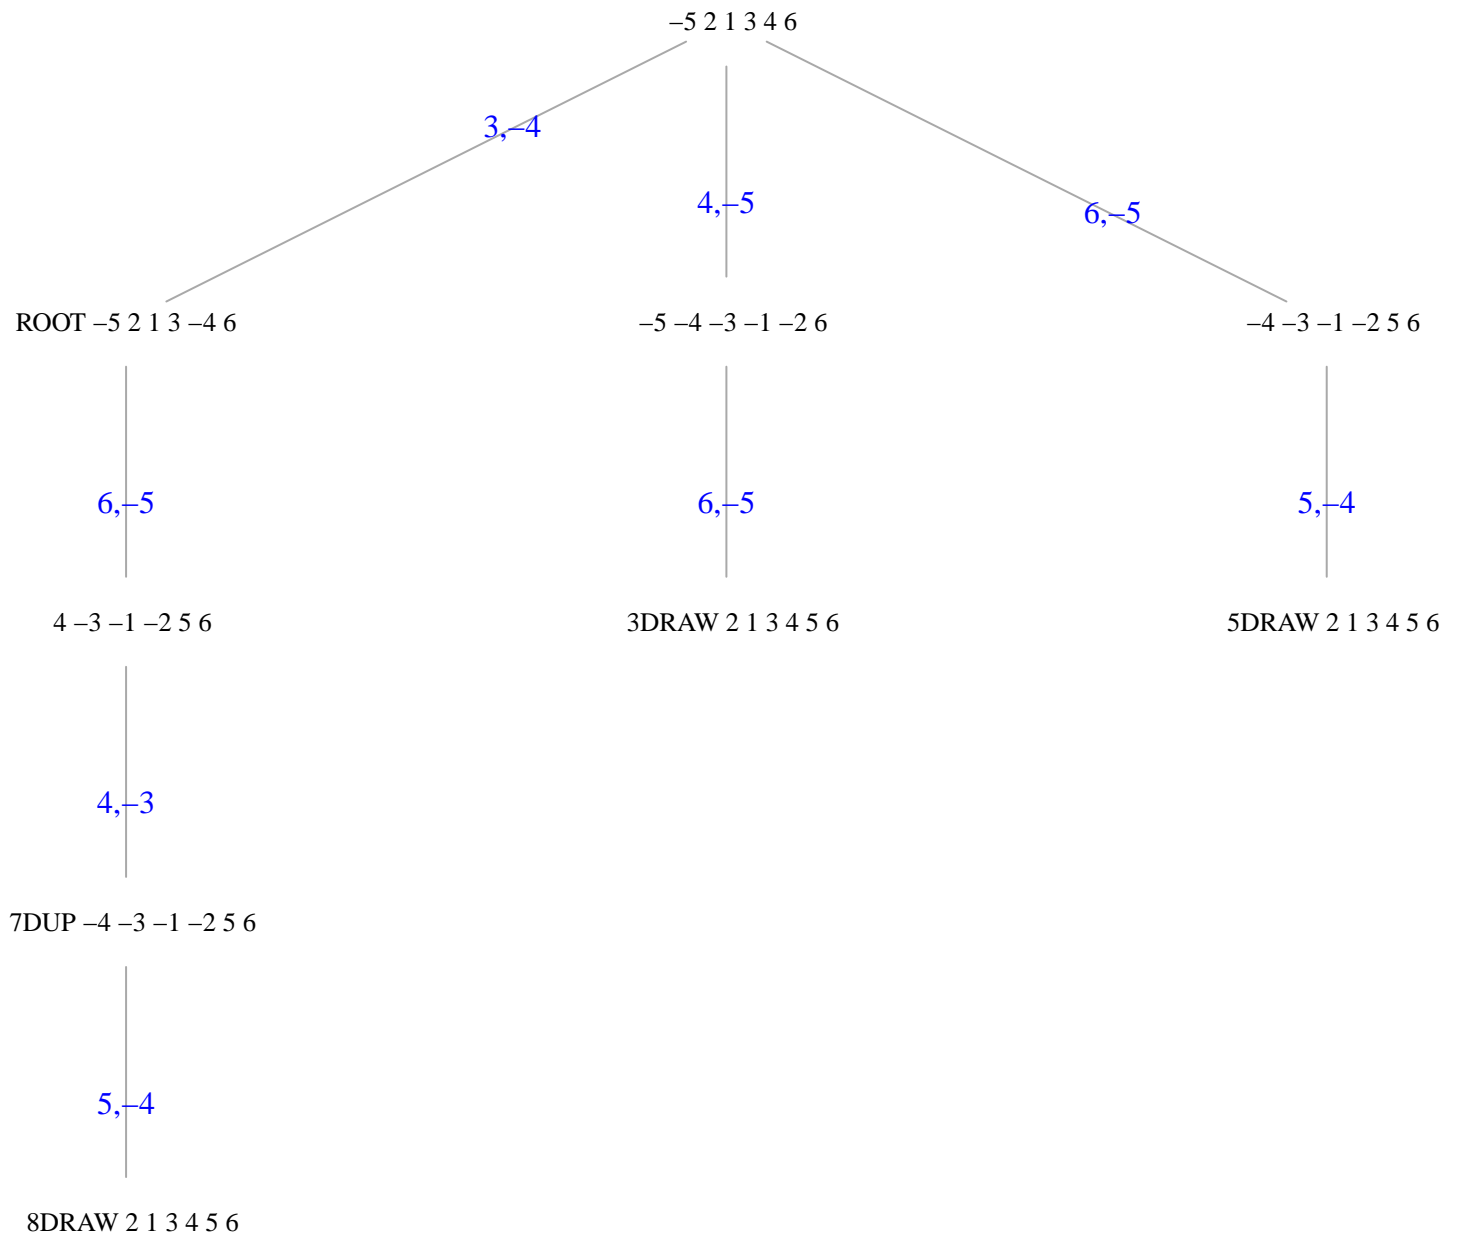 –5 2 1 3 4 6
3,–4
4,–5
6,–5
ROOT –5 2 1 3 –4 6
–5 –4 –3 –1 –2 6
–4 –3 –1 –2 5 6
6,–5
6,–5
5,–4
4 –3 –1 –2 5 6
3DRAW 2 1 3 4 5 6
5DRAW 2 1 3 4 5 6
4,–3
7DUP –4 –3 –1 –2 5 6
5,–4
8DRAW 2 1 3 4 5 6